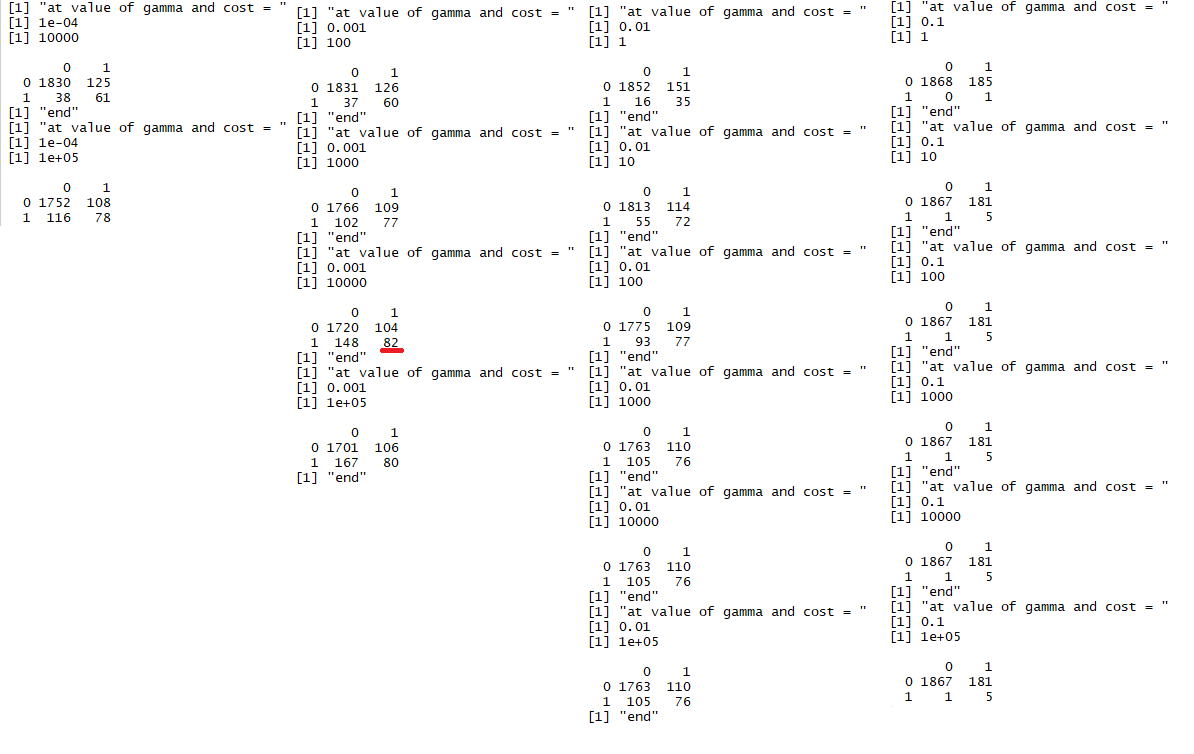 [1] "at value of gamma and cost = "
[1] 1e-04
[1] 10000
0 1
0 1830 125
1 38 61
[1] "end"
[1] "at value of gamma and cost = "
[1] 1e-04
[1] 1e+05
0 1
0 1752 108
1 116 78
[1] "at value of gamma and cost = "
[1] 0.001
[1] 100
0 1
0 1831 126
1 37 60
[1] "end"
[1] "at value of gamma and cost = "
[1] 0.001
[1] 1000
0 1
0 1766 109
1 102 77
[1] "end"
[1] "at value of gamma and cost = "
[1] 0.001
[1] 10000
0 1
0 1720 104
1 148 82
[1] "end"
[1] "at value of gamma and cost = "
[1] 0.001
[1] 1e+05
0 1
0 1701 106
1 167 80
[1] "end"
[1] "at value of gamma and cost = "
[1] 0.01
[1] 1
0 1
0 1852 151
1 16 35
[1] "end"
[1] "at value of gamma and cost = "
[1] 0.01
[1] 10
0 1
0 1813 114
1 55 72
[1] "end"
[1] "at value of gamma and cost = "
[1] 0.01
[1] 100
0 1
0 1775 109
1 93 77
[1] "end"
[1] "at value of gamma and cost = "
[1] 0.01
[1] 1000
0 1
0 1763 110
1 105 76
[1] "end"
[1] "at value of gamma and cost = "
[1] 0.01
[1] 10000
0 1
0 1763 110
1 105 76
[1] "end"
[1] "at value of gamma and cost = "
[1] 0.01
[1] 1e+05
0 1
0 1763 110
1 105 76
[1] "end"
[1] "at value of gamma and cost = "
[1] 0.1
[1] 1
0 1
0 1868 185
1 0 1
[1] "end"
[1] "at value of gamma and cost = "
[1] 0.1
[1] 10
0 1
0 1867 181
1 1 5
[1] "end"
[1] "at value of gamma and cost = "
[1] 0.1
[1] 100
0 1
0 1867 181
1 1 5
[1] "end"
[1] "at value of gamma and cost = "
[1] 0.1
[1] 1000
0 1
0 1867 181
1 1 5
[1] "end"
[1] "at value of gamma and cost = "
[1] 0.1
[1] 10000
0 1
0 1867 181
1 1 5
[1] "end"
[1] "at value of gamma and cost = "
[1] 0.1
[1] 1e+05
0 1
0 1867 181
1 1 5